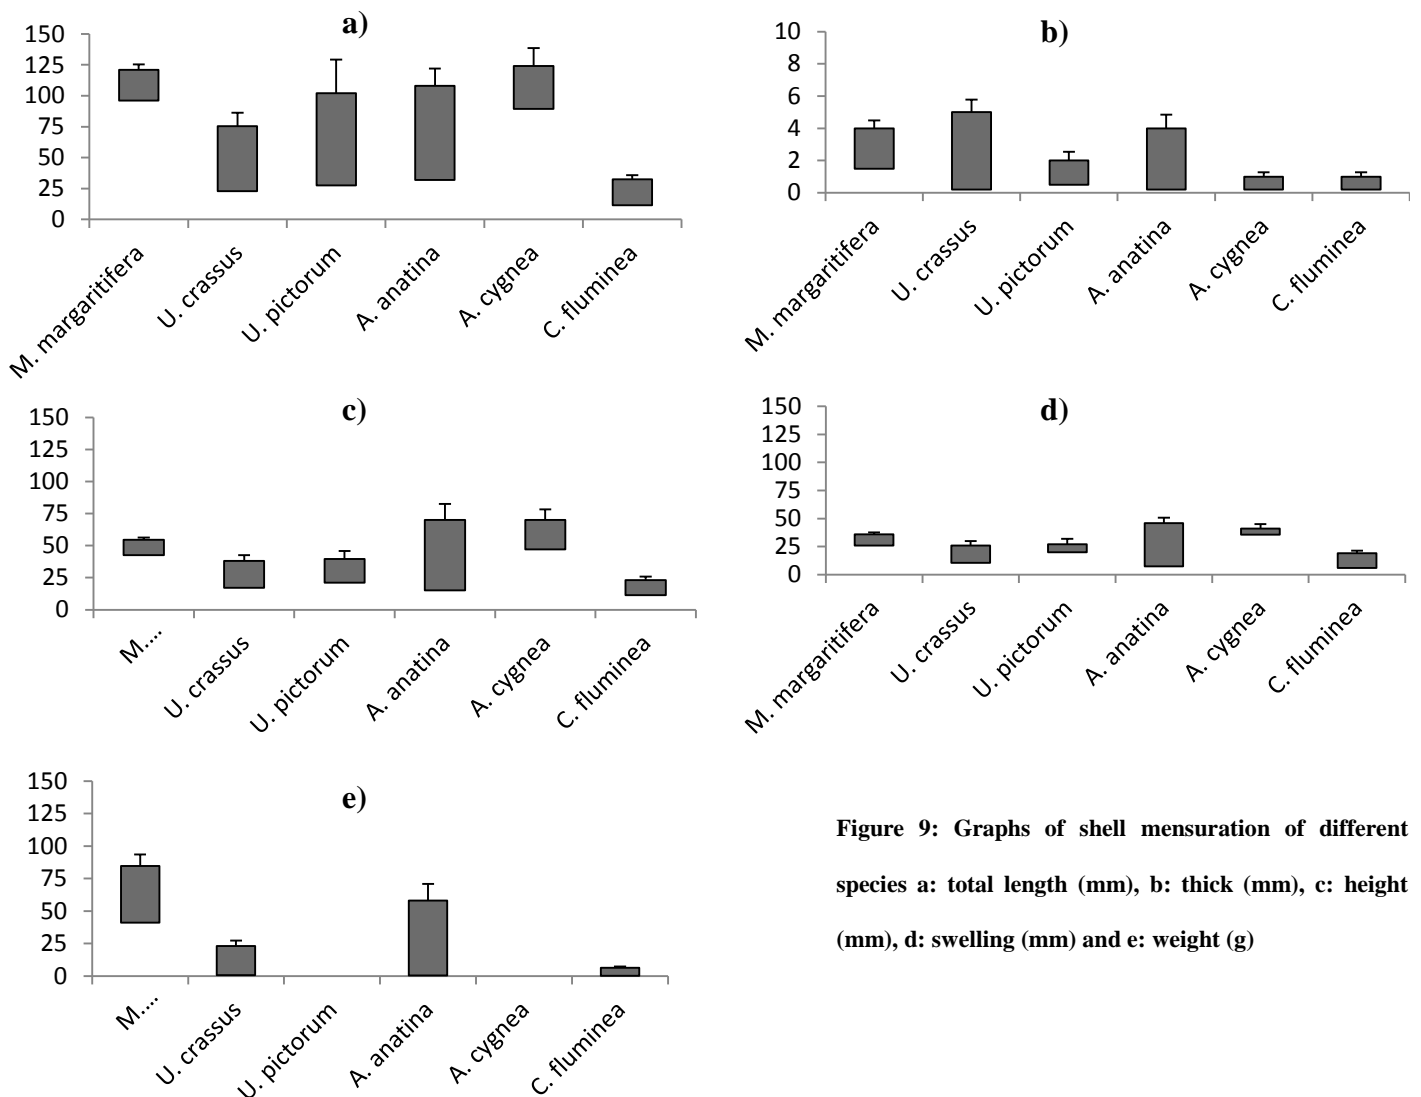 a)
150
125
100
75
50
25
0
M. margaritifera
U. crassus
U. pictorum
A. anatina
A. cygnea
C. fluminea
b)
10
8
6
4
2
0
M. margaritifera
U. crassus
U. pictorum
A. anatina
A. cygnea
C. fluminea
c)
150
125
100
75
50
25
0
M....
U. crassus
U. pictorum
A. anatina
A. cygnea
C. fluminea
d)
150
125
100
75
50
25
0
M. margaritifera
U. crassus
U. pictorum
A. anatina
A. cygnea
C. fluminea
e)
150
125
100
75
50
25
0
M....
U. crassus
U. pictorum
A. anatina
A. cygnea
C. fluminea
Figure 9: Graphs of shell mensuration of different
species a: total length (mm), b: thick (mm), c: height
(mm), d: swelling (mm) and e: weight (g)